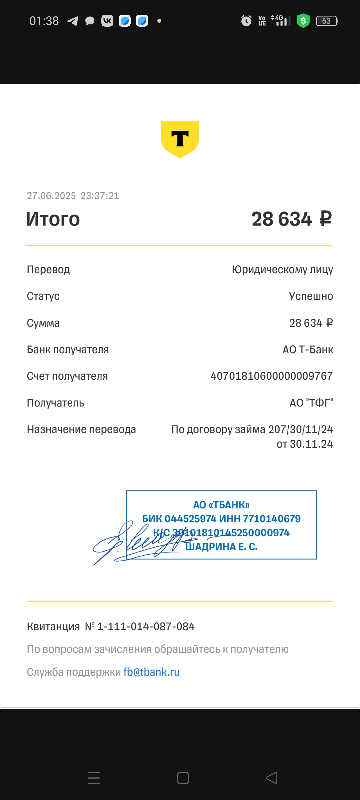 01:38
VoLTE 4G 63
Т
27.06.2025 23:37:21
Итого 28 634 ₽
Перевод Юридическому лицу
Статус Успешно
Сумма 28 634 ₽
Банк получателя АО Т-Банк
Счет получателя 40701810600000009767
Получатель АО "ТФГ"
Назначение перевода По договору займа 207/30/11/24
от 30.11.24
АО «ТБАНК»
БИК 044525974 ИНН 7710140679
К/С 30101810145250000974
ШАДРИНА Е. С.
Квитанция № 1-111-014-087-084
По вопросам зачисления обращайтесь к получателю
Служба поддержки fb@tbank.ru